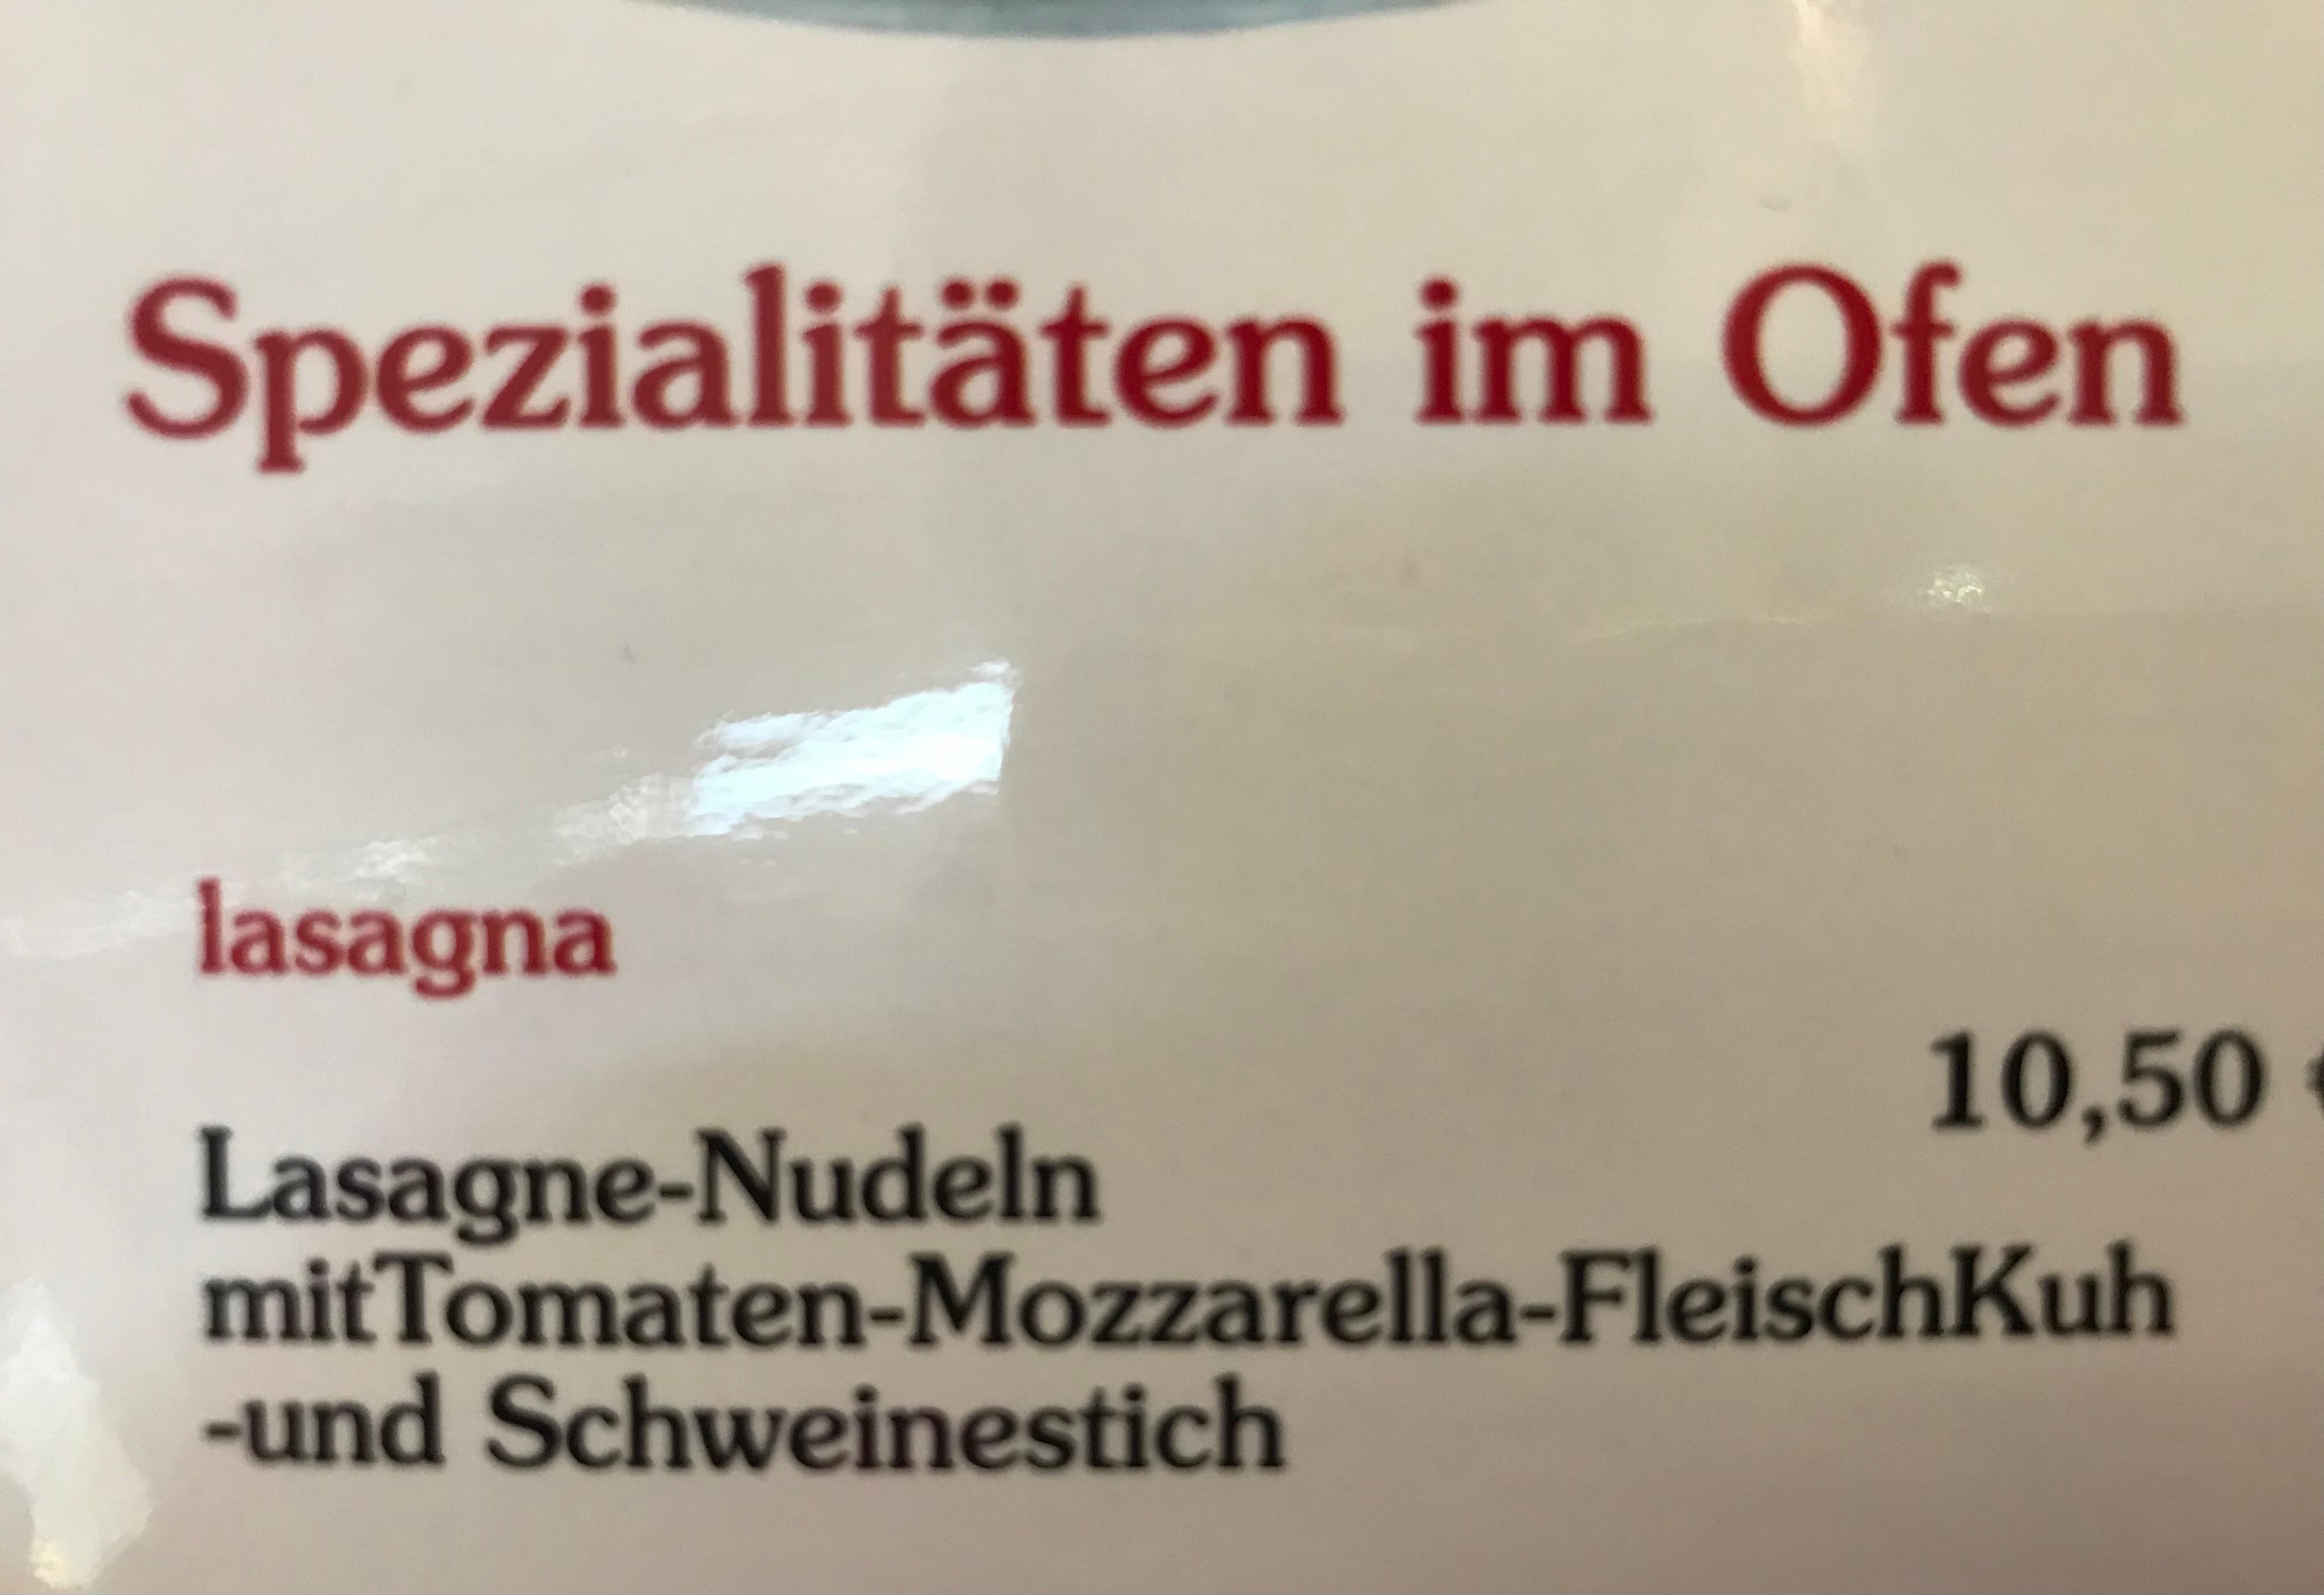 Spezialitäten im Ofen
lasagna
10,50 €
Lasagne-Nudeln
mitTomaten-Mozzarella-FleischKuh
-und Schweinestich